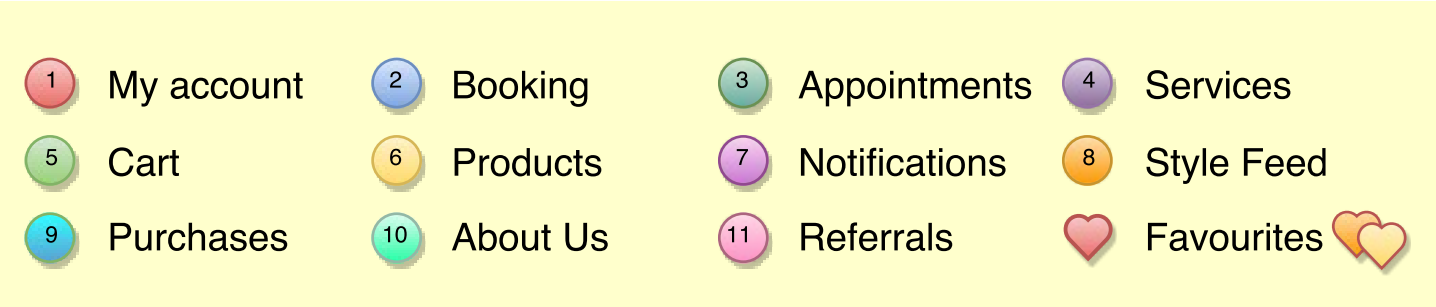 1 My account 2 Booking 3 Appointments 4 Services
5 Cart 6 Products 7 Notifications 8 Style Feed
9 Purchases 10 About Us 11 Referrals Favourites